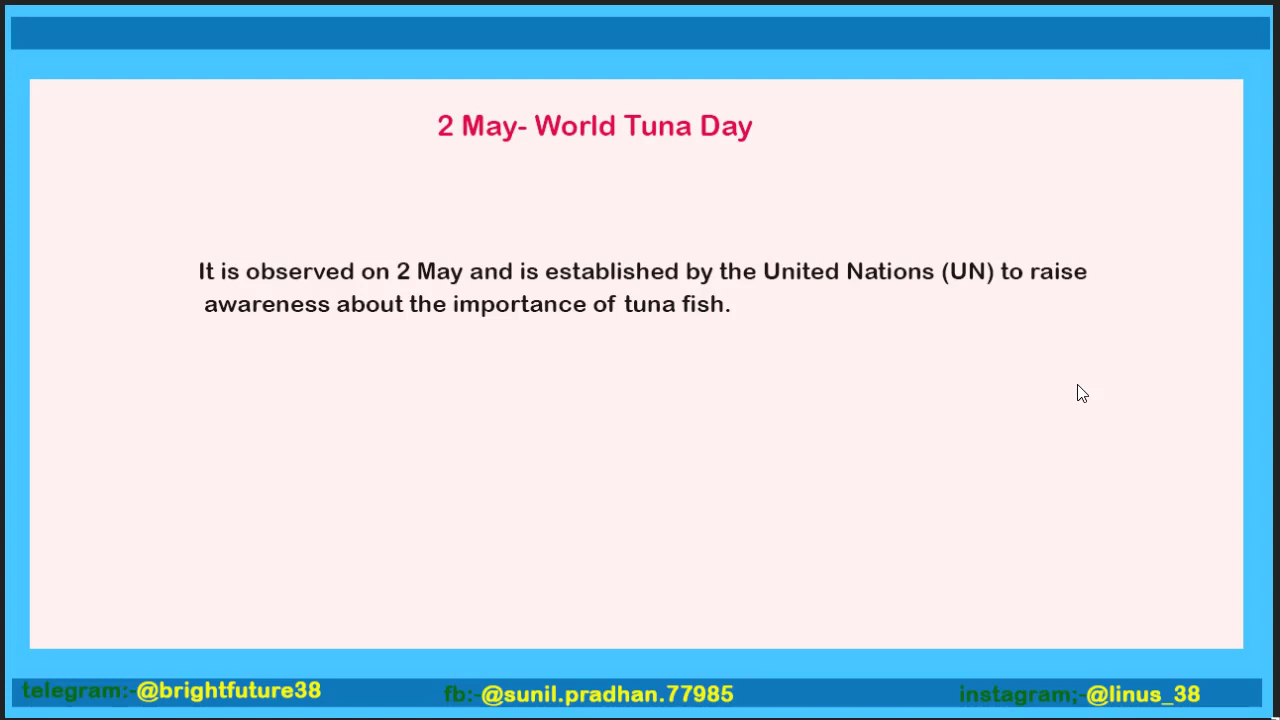 2 May- World Tuna Day
It is observed on 2 May and is established by the United Nations (UN) to raise
awareness about the importance of tuna fish.
telegram:-@brightfuture38 fb:-@sunil.pradhan.77985 instagram;-@linus_38